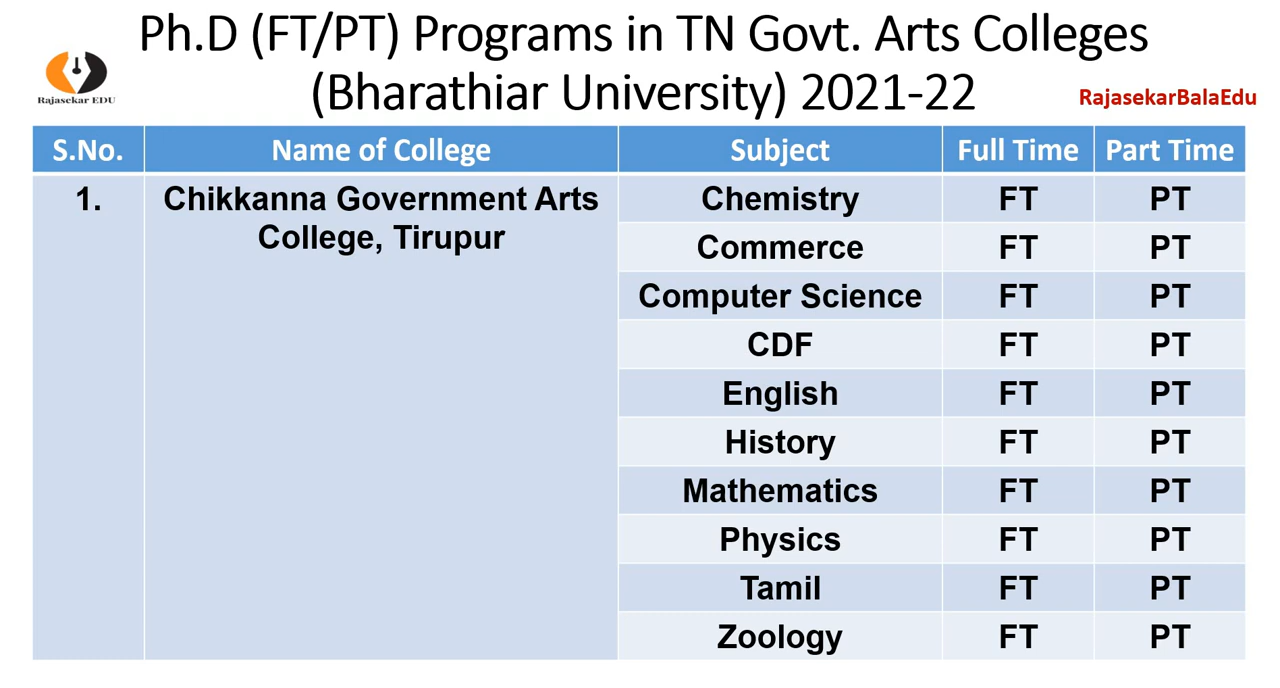 Ph.D (FT/PT) Programs in TN Govt. Arts Colleges
(Bharathiar University) 2021-22
Rajasekar EDU
RajasekarBalaEdu
S.No. Name of College Subject Full Time Part Time
1. Chikkanna Government Arts Chemistry FT PT
College, Tirupur
Commerce FT PT
Computer Science FT PT
CDF FT PT
English FT PT
History FT PT
Mathematics FT PT
Physics FT PT
Tamil FT PT
Zoology FT PT